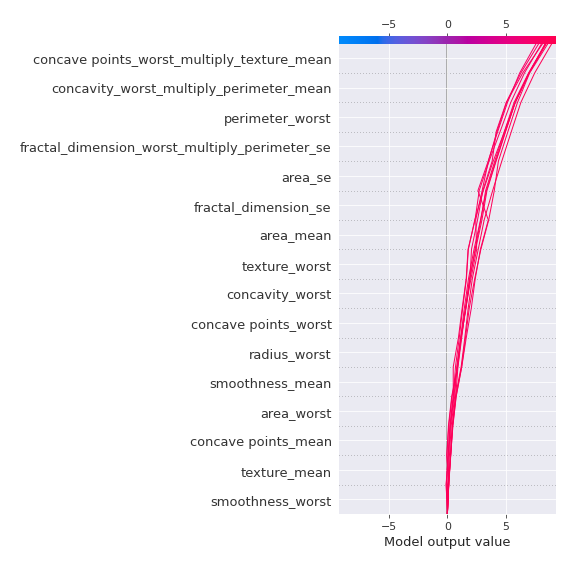 −5 0 5
concave points_worst_multiply_texture_mean
concavity_worst_multiply_perimeter_mean
perimeter_worst
fractal_dimension_worst_multiply_perimeter_se
area_se
fractal_dimension_se
area_mean
texture_worst
concavity_worst
concave points_worst
radius_worst
smoothness_mean
area_worst
concave points_mean
texture_mean
smoothness_worst
−5 0 5
Model output value